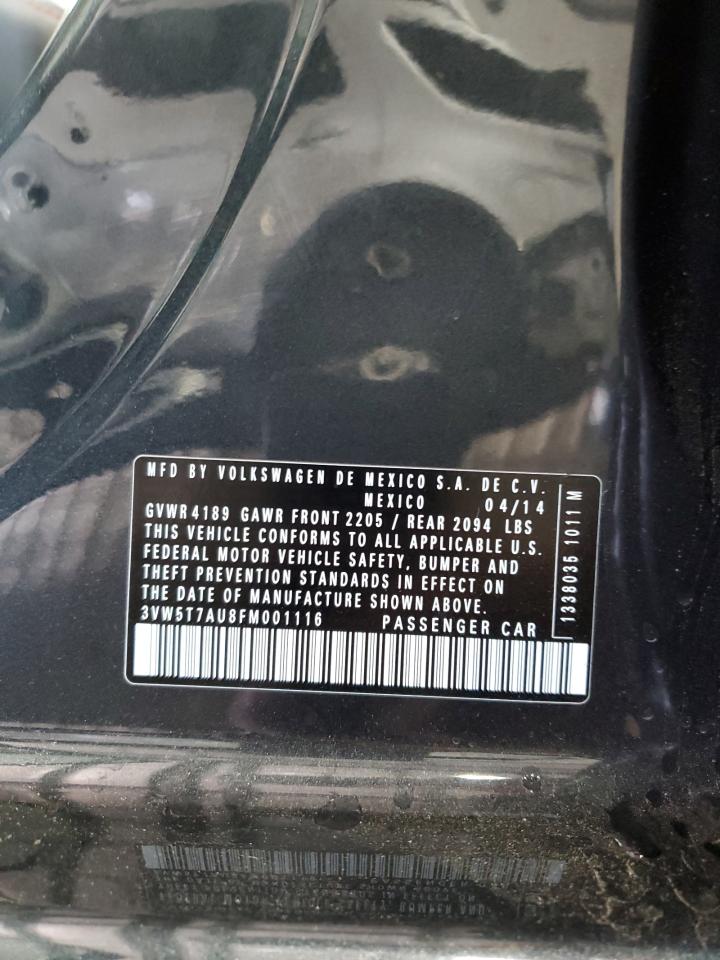 MFD BY VOLKSWAGEN DE MEXICO S.A. DE C.V.
MEXICO 04/14
GVWR 4189 GAWR FRONT 2205 / REAR 2094 LBS
THIS VEHICLE CONFORMS TO ALL APPLICABLE U.S.
FEDERAL MOTOR VEHICLE SAFETY, BUMPER AND
THEFT PREVENTION STANDARDS IN EFFECT ON
THE DATE OF MANUFACTURE SHOWN ABOVE.
3VW5T7AU8FM001116 PASSENGER CAR
1338035 1011 M